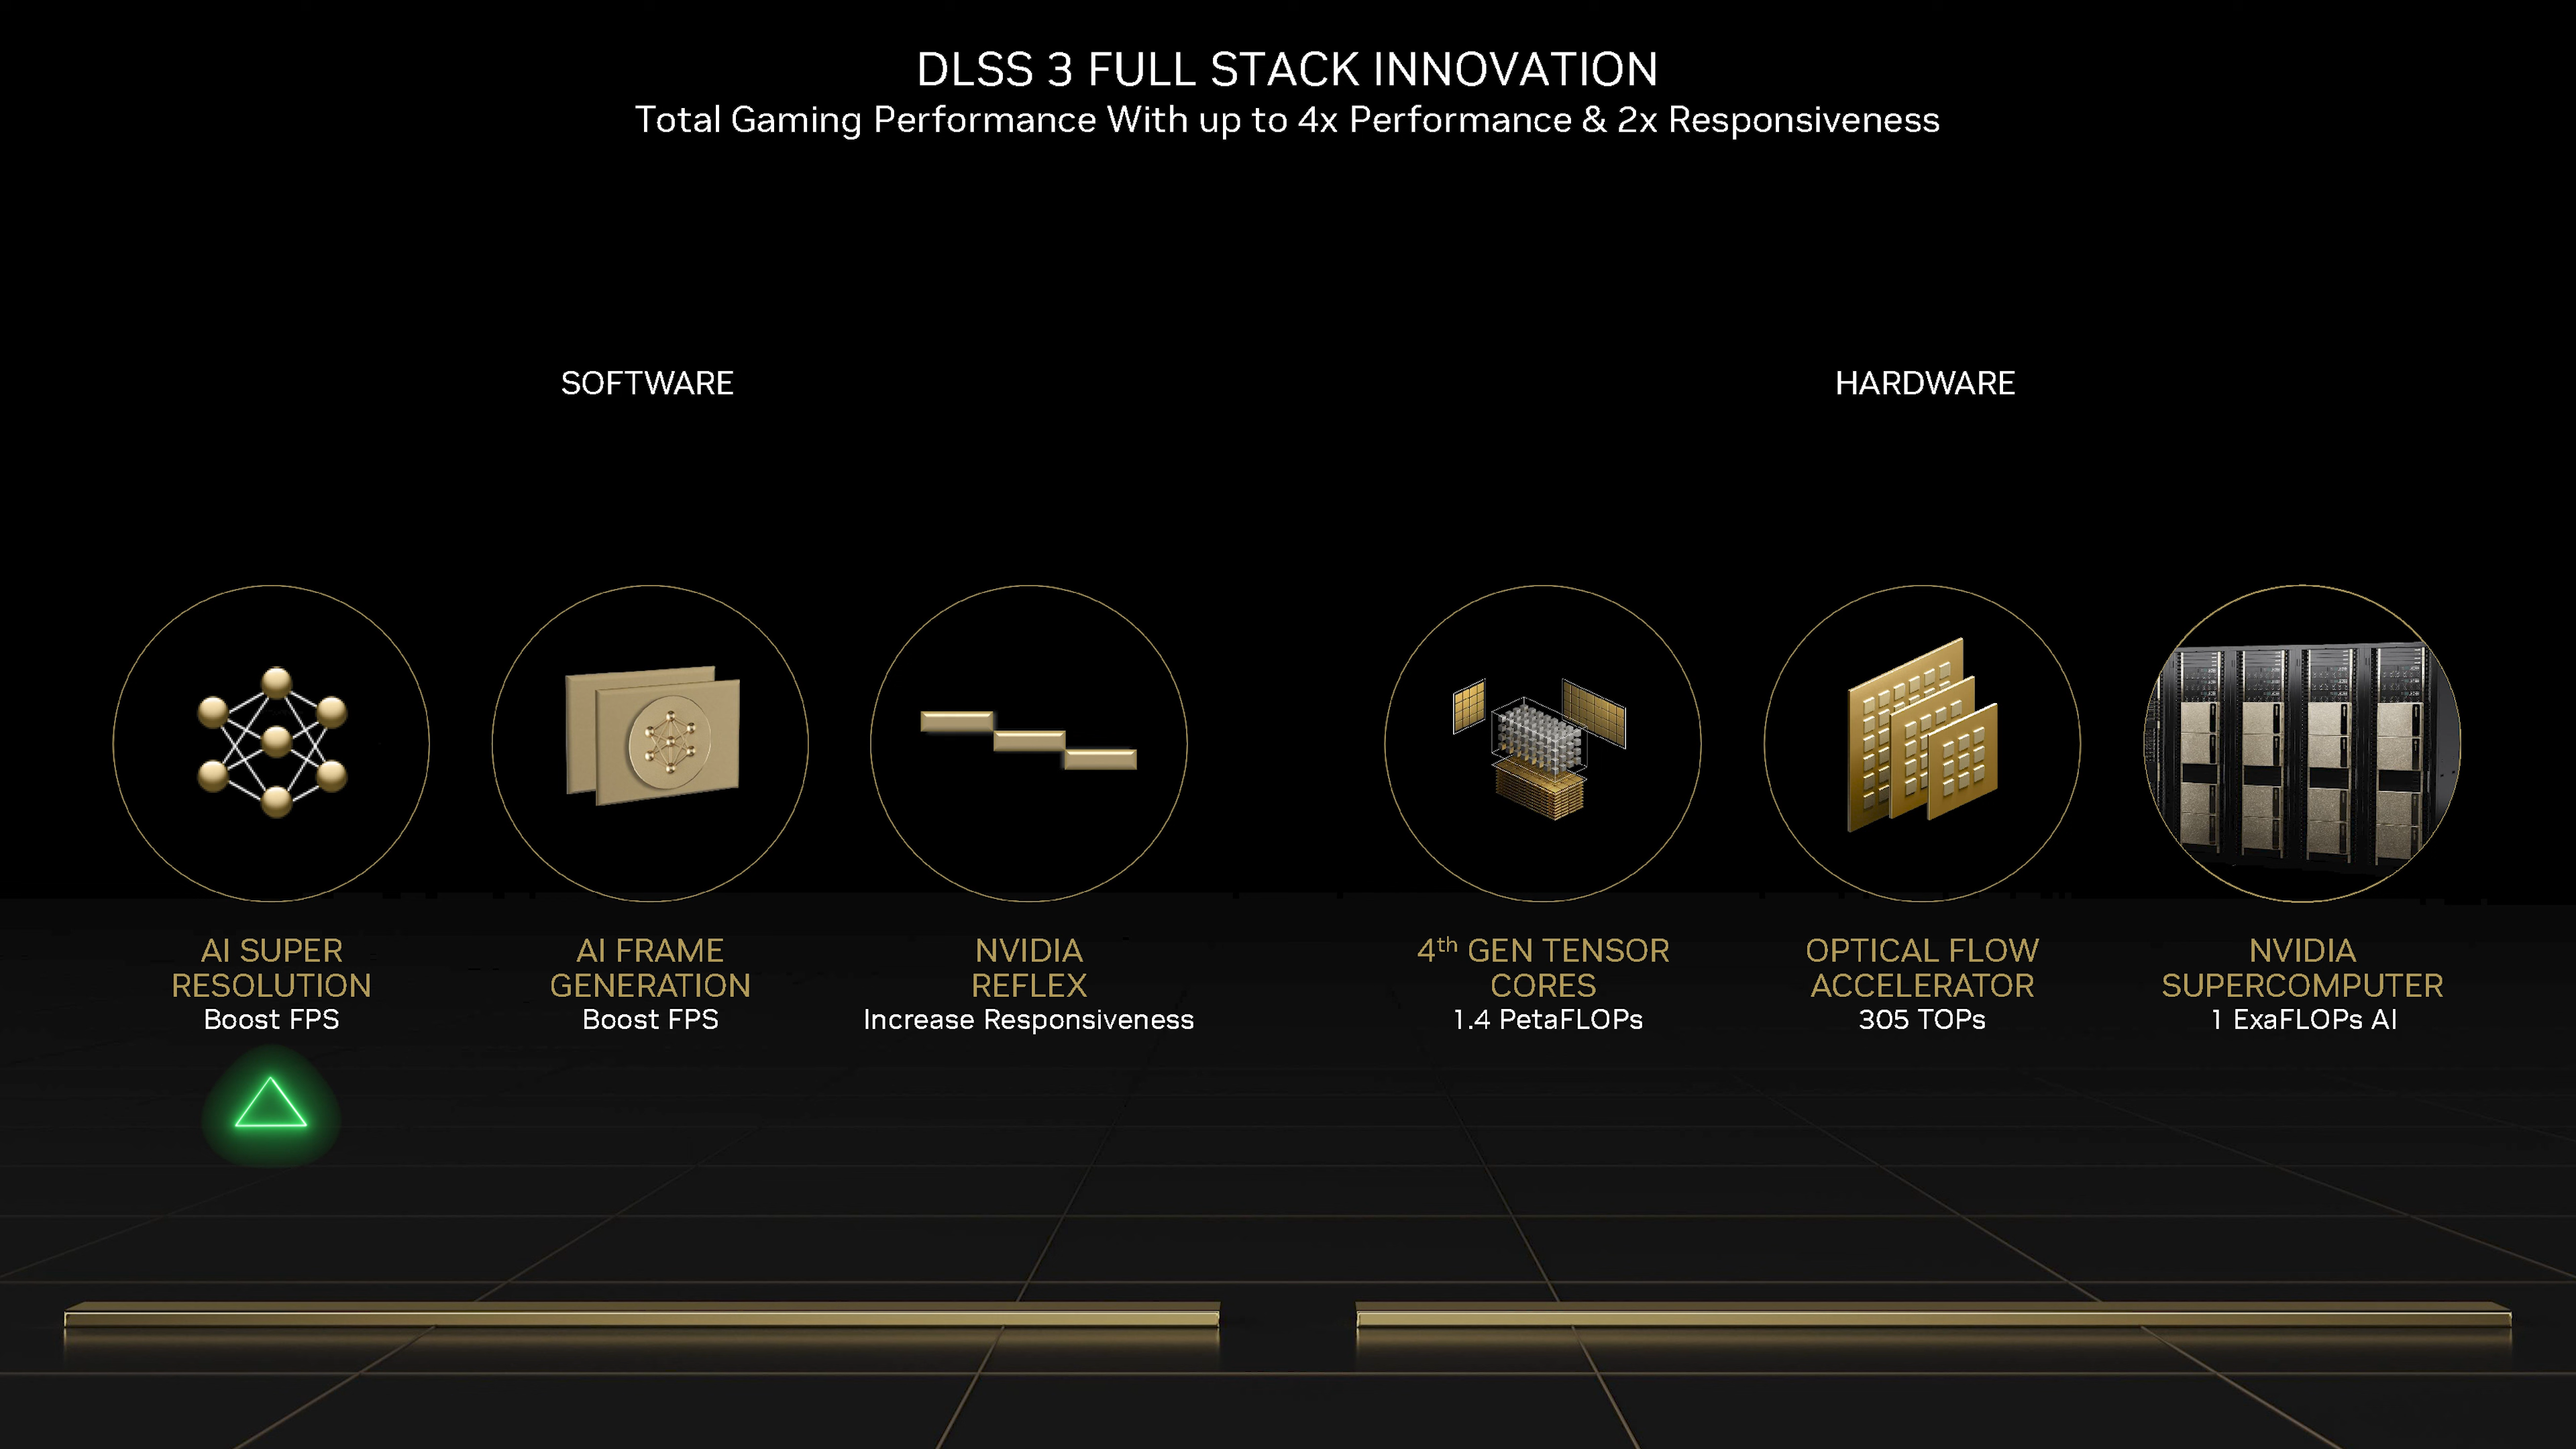 DLSS 3 FULL STACK INNOVATION
Total Gaming Performance With up to 4x Performance & 2x Responsiveness
SOFTWARE
AI SUPER
RESOLUTION
Boost FPS
AI FRAME
GENERATION
Boost FPS
NVIDIA
REFLEX
Increase Responsiveness
HARDWARE
4th GEN TENSOR
CORES
1.4 PetaFLOPs
OPTICAL FLOW
ACCELERATOR
305 TOPs
NVIDIA
SUPERCOMPUTER
1 ExaFLOPs AI